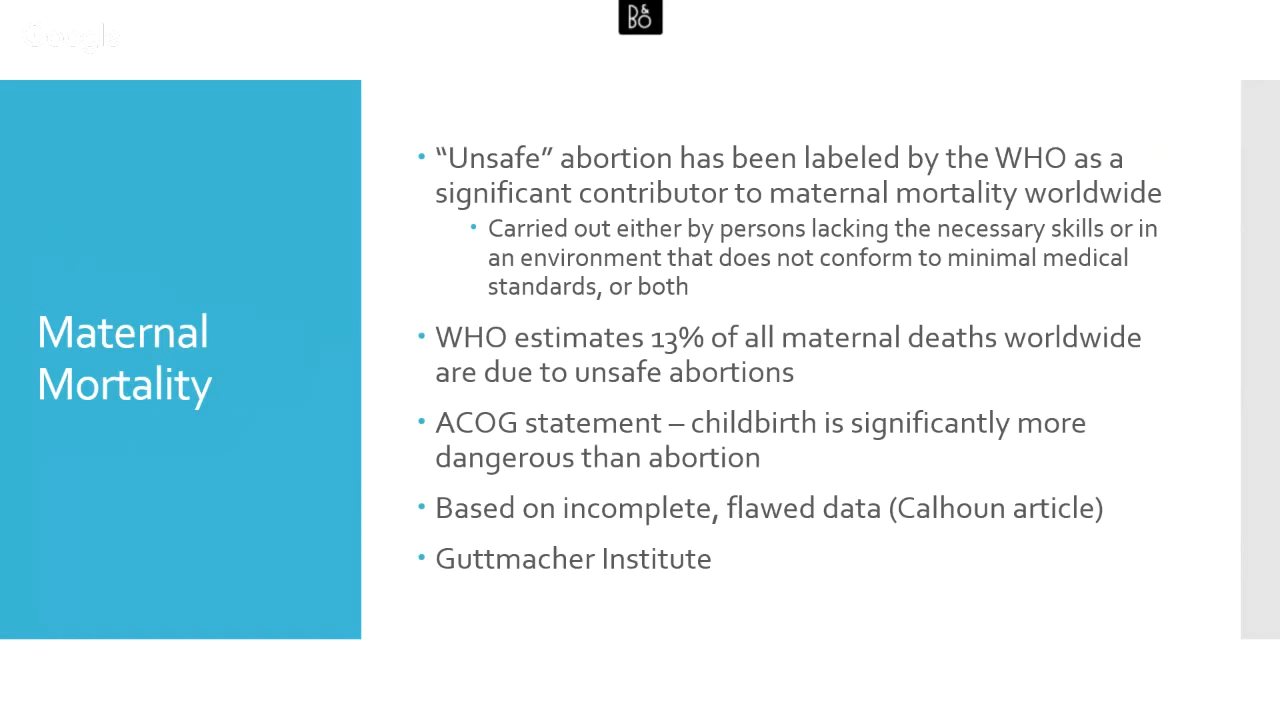 Google
B&O
"Unsafe" abortion has been labeled by the WHO as a
significant contributor to maternal mortality worldwide
Carried out either by persons lacking the necessary skills or in
an environment that does not conform to minimal medical
standards, or both
Maternal
Mortality
WHO estimates 13% of all maternal deaths worldwide
are due to unsafe abortions
ACOG statement – childbirth is significantly more
dangerous than abortion
Based on incomplete, flawed data (Calhoun article)
Guttmacher Institute